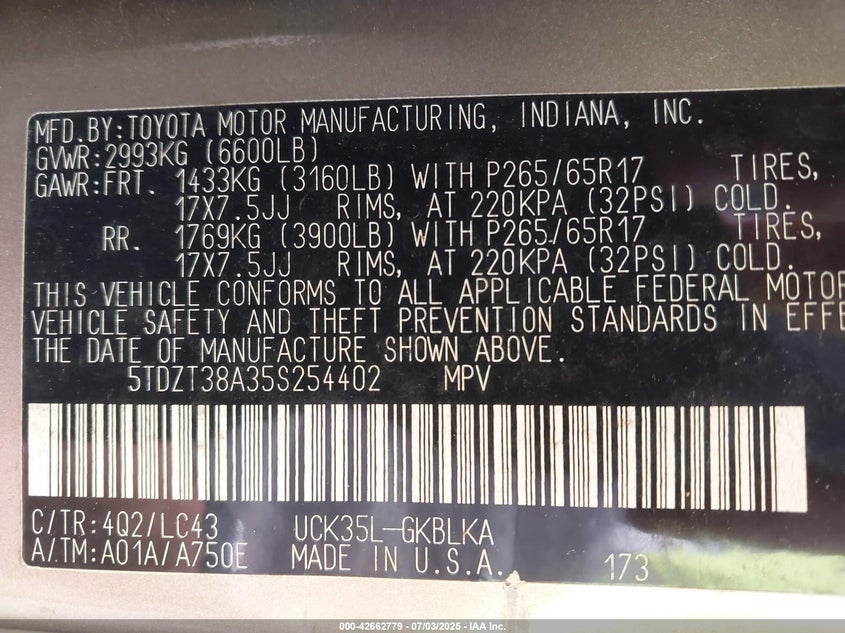 MFD.BY:TOYOTA MOTOR MANUFACTURING, INDIANA, INC.
GVWR:2993KG (6600LB)
GAWR:FRT. 1433KG (3160LB) WITH P265/65R17 TIRES,
17X7.5JJ RIMS, AT 220KPA (32PSI) COLD.
RR. 1769KG (3900LB) WITH P265/65R17 TIRES,
17X7.5JJ RIMS, AT 220KPA (32PSI) COLD.
THIS VEHICLE CONFORMS TO ALL APPLICABLE FEDERAL MOTOR
VEHICLE SAFETY AND THEFT PREVENTION STANDARDS IN EFFE
THE DATE OF MANUFACTURE SHOWN ABOVE.
5TDZT38A35S254402 MPV
C/TR:4Q2/LC43 UCK35L-GKBLKA
A/TM:A01A/A750E MADE IN U.S.A. 173
000-42662779 - 07/03/2025 - IAA Inc.